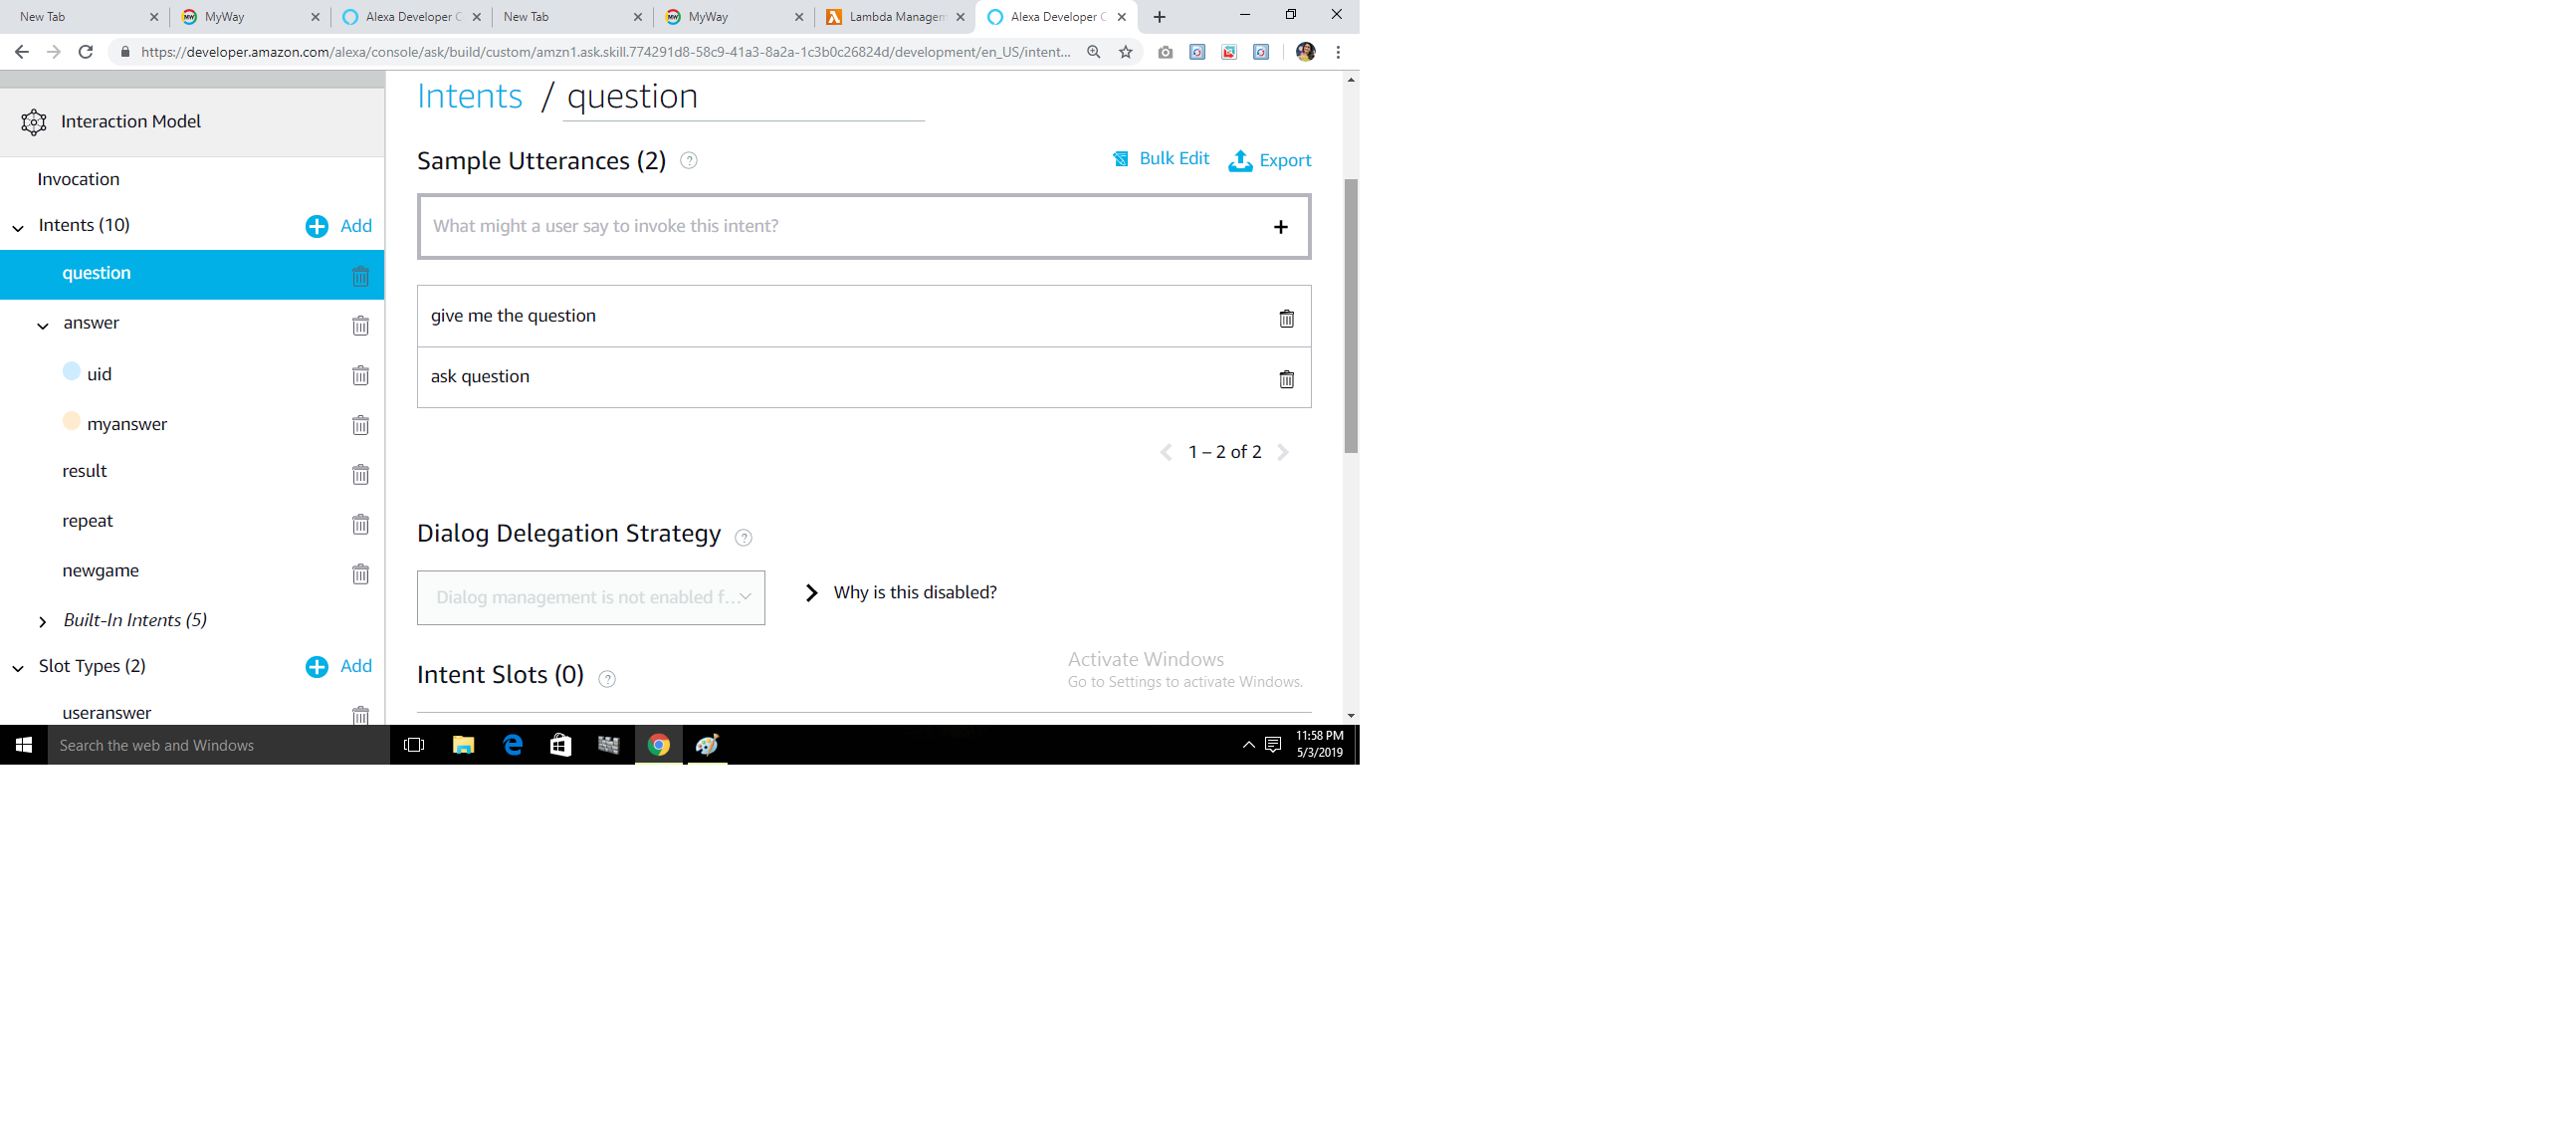 New Tab
MyWay
Alexa Developer C
New Tab
MyWay
Lambda Managem
Alexa Developer C
https://developer.amazon.com/alexa/console/ask/build/custom/amzn1.ask.skill.774291d8-58c9-41a3-8a2a-1c3b0c26824d/development/en_US/intent...
Interaction Model
Invocation
Intents (10)
Add
question
answer
uid
myanswer
result
repeat
newgame
Built-In Intents (5)
Slot Types (2)
Add
useranswer
Intents / question
Sample Utterances (2) ?
Bulk Edit
Export
What might a user say to invoke this intent?
give me the question
ask question
1 – 2 of 2
Dialog Delegation Strategy ?
Dialog management is not enabled f...
Why is this disabled?
Intent Slots (0) ?
Activate Windows
Go to Settings to activate Windows.
Search the web and Windows
11:58 PM
5/3/2019